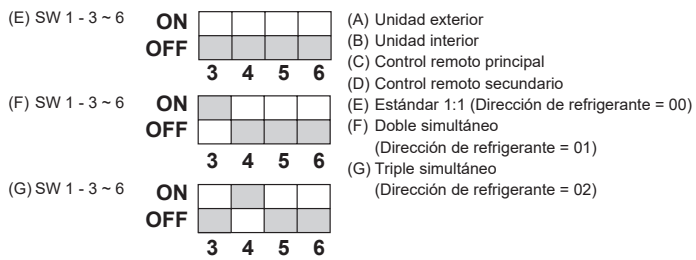 (E) SW 1 - 3 ~ 6
ON
OFF
3 4 5 6
(F) SW 1 - 3 ~ 6
ON
OFF
3 4 5 6
(G) SW 1 - 3 ~ 6
ON
OFF
3 4 5 6
(A) Unidad exterior
(B) Unidad interior
(C) Control remoto principal
(D) Control remoto secundario
(E) Estándar 1:1 (Dirección de refrigerante = 00)
(F) Doble simultáneo
(Dirección de refrigerante = 01)
(G) Triple simultáneo
(Dirección de refrigerante = 02)